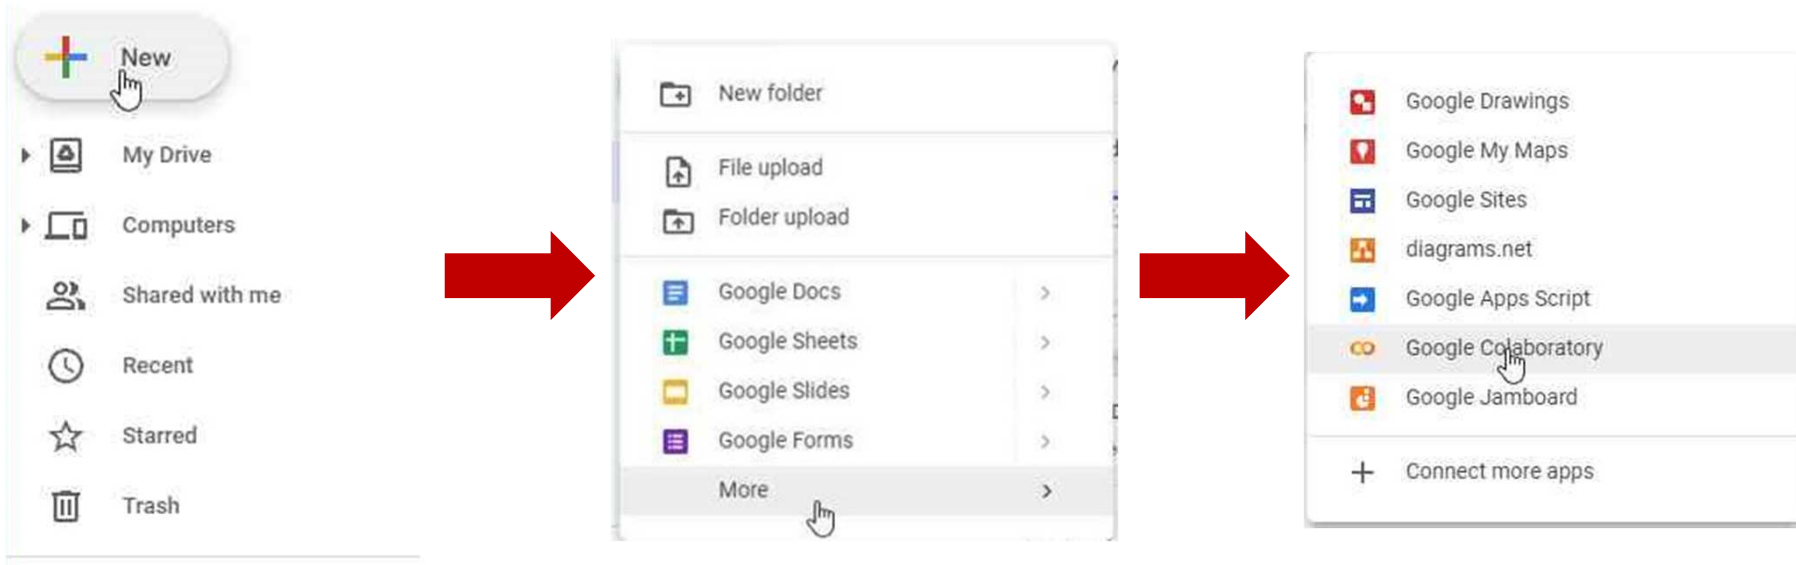 New
My Drive
Computers
Shared with me
Recent
Starred
Trash
New folder
File upload
Folder upload
Google Docs
Google Sheets
Google Slides
Google Forms
More
Google Drawings
Google My Maps
Google Sites
diagrams.net
Google Apps Script
Google Colaboratory
Google Jamboard
Connect more apps